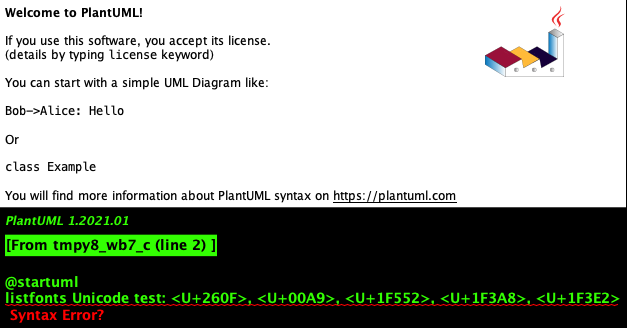 Welcome to PlantUML!
If you use this software, you accept its license.
(details by typing license keyword)
You can start with a simple UML Diagram like:
Bob->Alice: Hello
Or
class Example
You will find more information about PlantUML syntax on https://plantuml.com
PlantUML 1.2021.01
[From tmpy8_wb7_c (line 2) ]
@startuml
listfonts Unicode test: <U+260F>, <U+00A9>, <U+1F552>, <U+1F3A8>, <U+1F3E2>
Syntax Error?